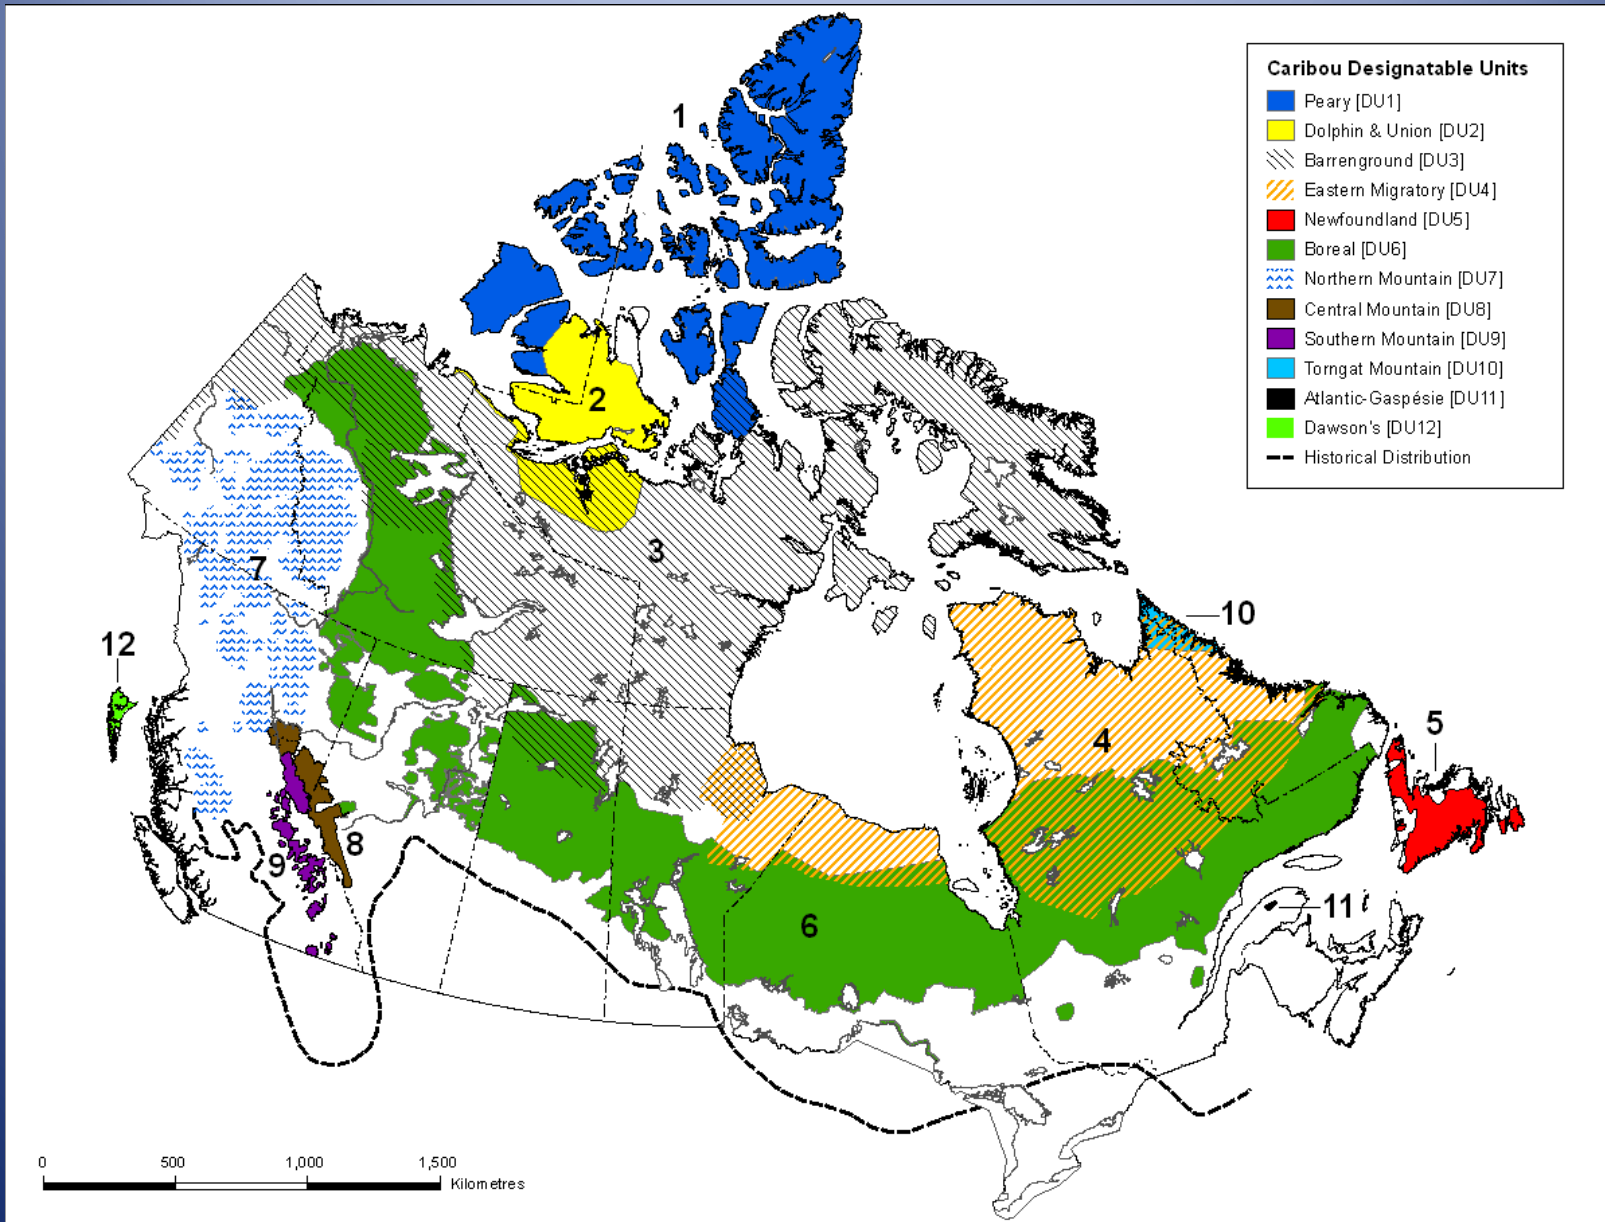 Caribou Designatable Units
Peary [DU1]
Dolphin & Union [DU2]
Barrenground [DU3]
Eastern Migratory [DU4]
Newfoundland [DU5]
Boreal [DU6]
Northern Mountain [DU7]
Central Mountain [DU8]
Southern Mountain [DU9]
Torngat Mountain [DU10]
Atlantic-Gaspésie [DU11]
Dawson's [DU12]
Historical Distribution
1
2
3
7
10
12
5
4
8
9
11
6
0 500 1,000 1,500
Kilometres